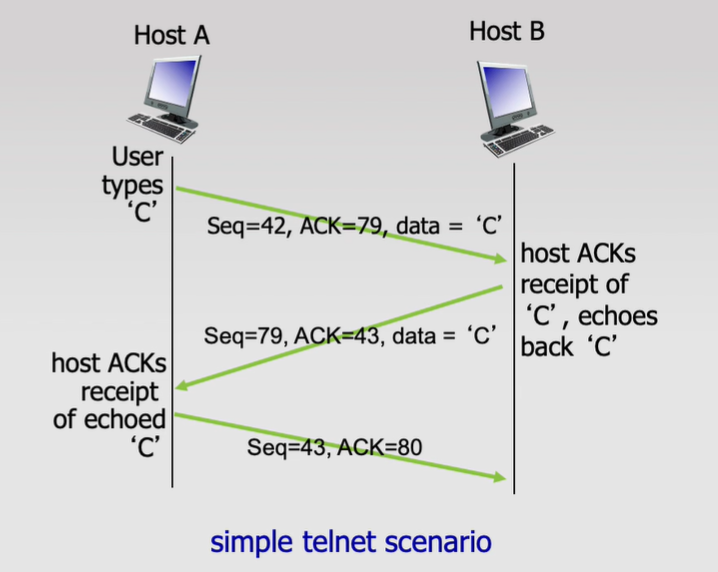 Host A
Host B
User
types
‘C’
Seq=42, ACK=79, data = ‘C’
host ACKs
receipt of
‘C’, echoes
back ‘C’
Seq=79, ACK=43, data = ‘C’
host ACKs
receipt
of echoed
‘C’
Seq=43, ACK=80
simple telnet scenario